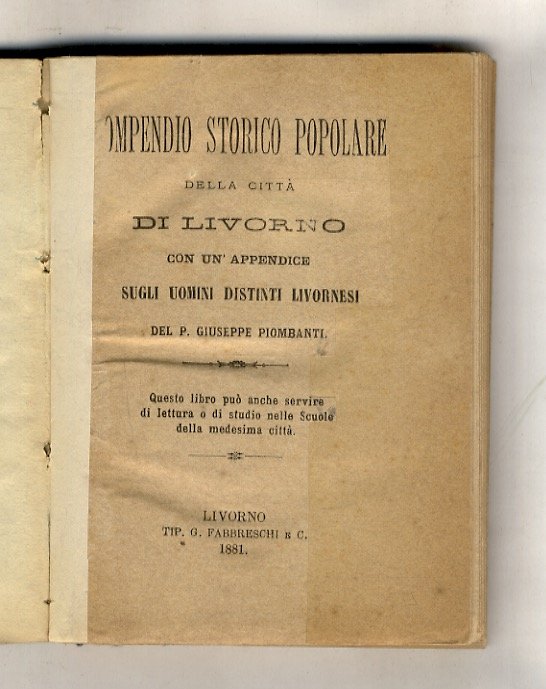 OMPENDIO STORICO POPOLARE
DELLA CITTÀ
DI LIVORNO
CON UN' APPENDICE
SUGLI UOMINI DISTINTI LIVORNESI
DEL P. GIUSEPPE PIOMBANTI.
Questo libro può anche servire
di lettura o di studio nelle Scuole
della medesima città.
LIVORNO
TIP. G. FABBRESCHI E C.
1881.